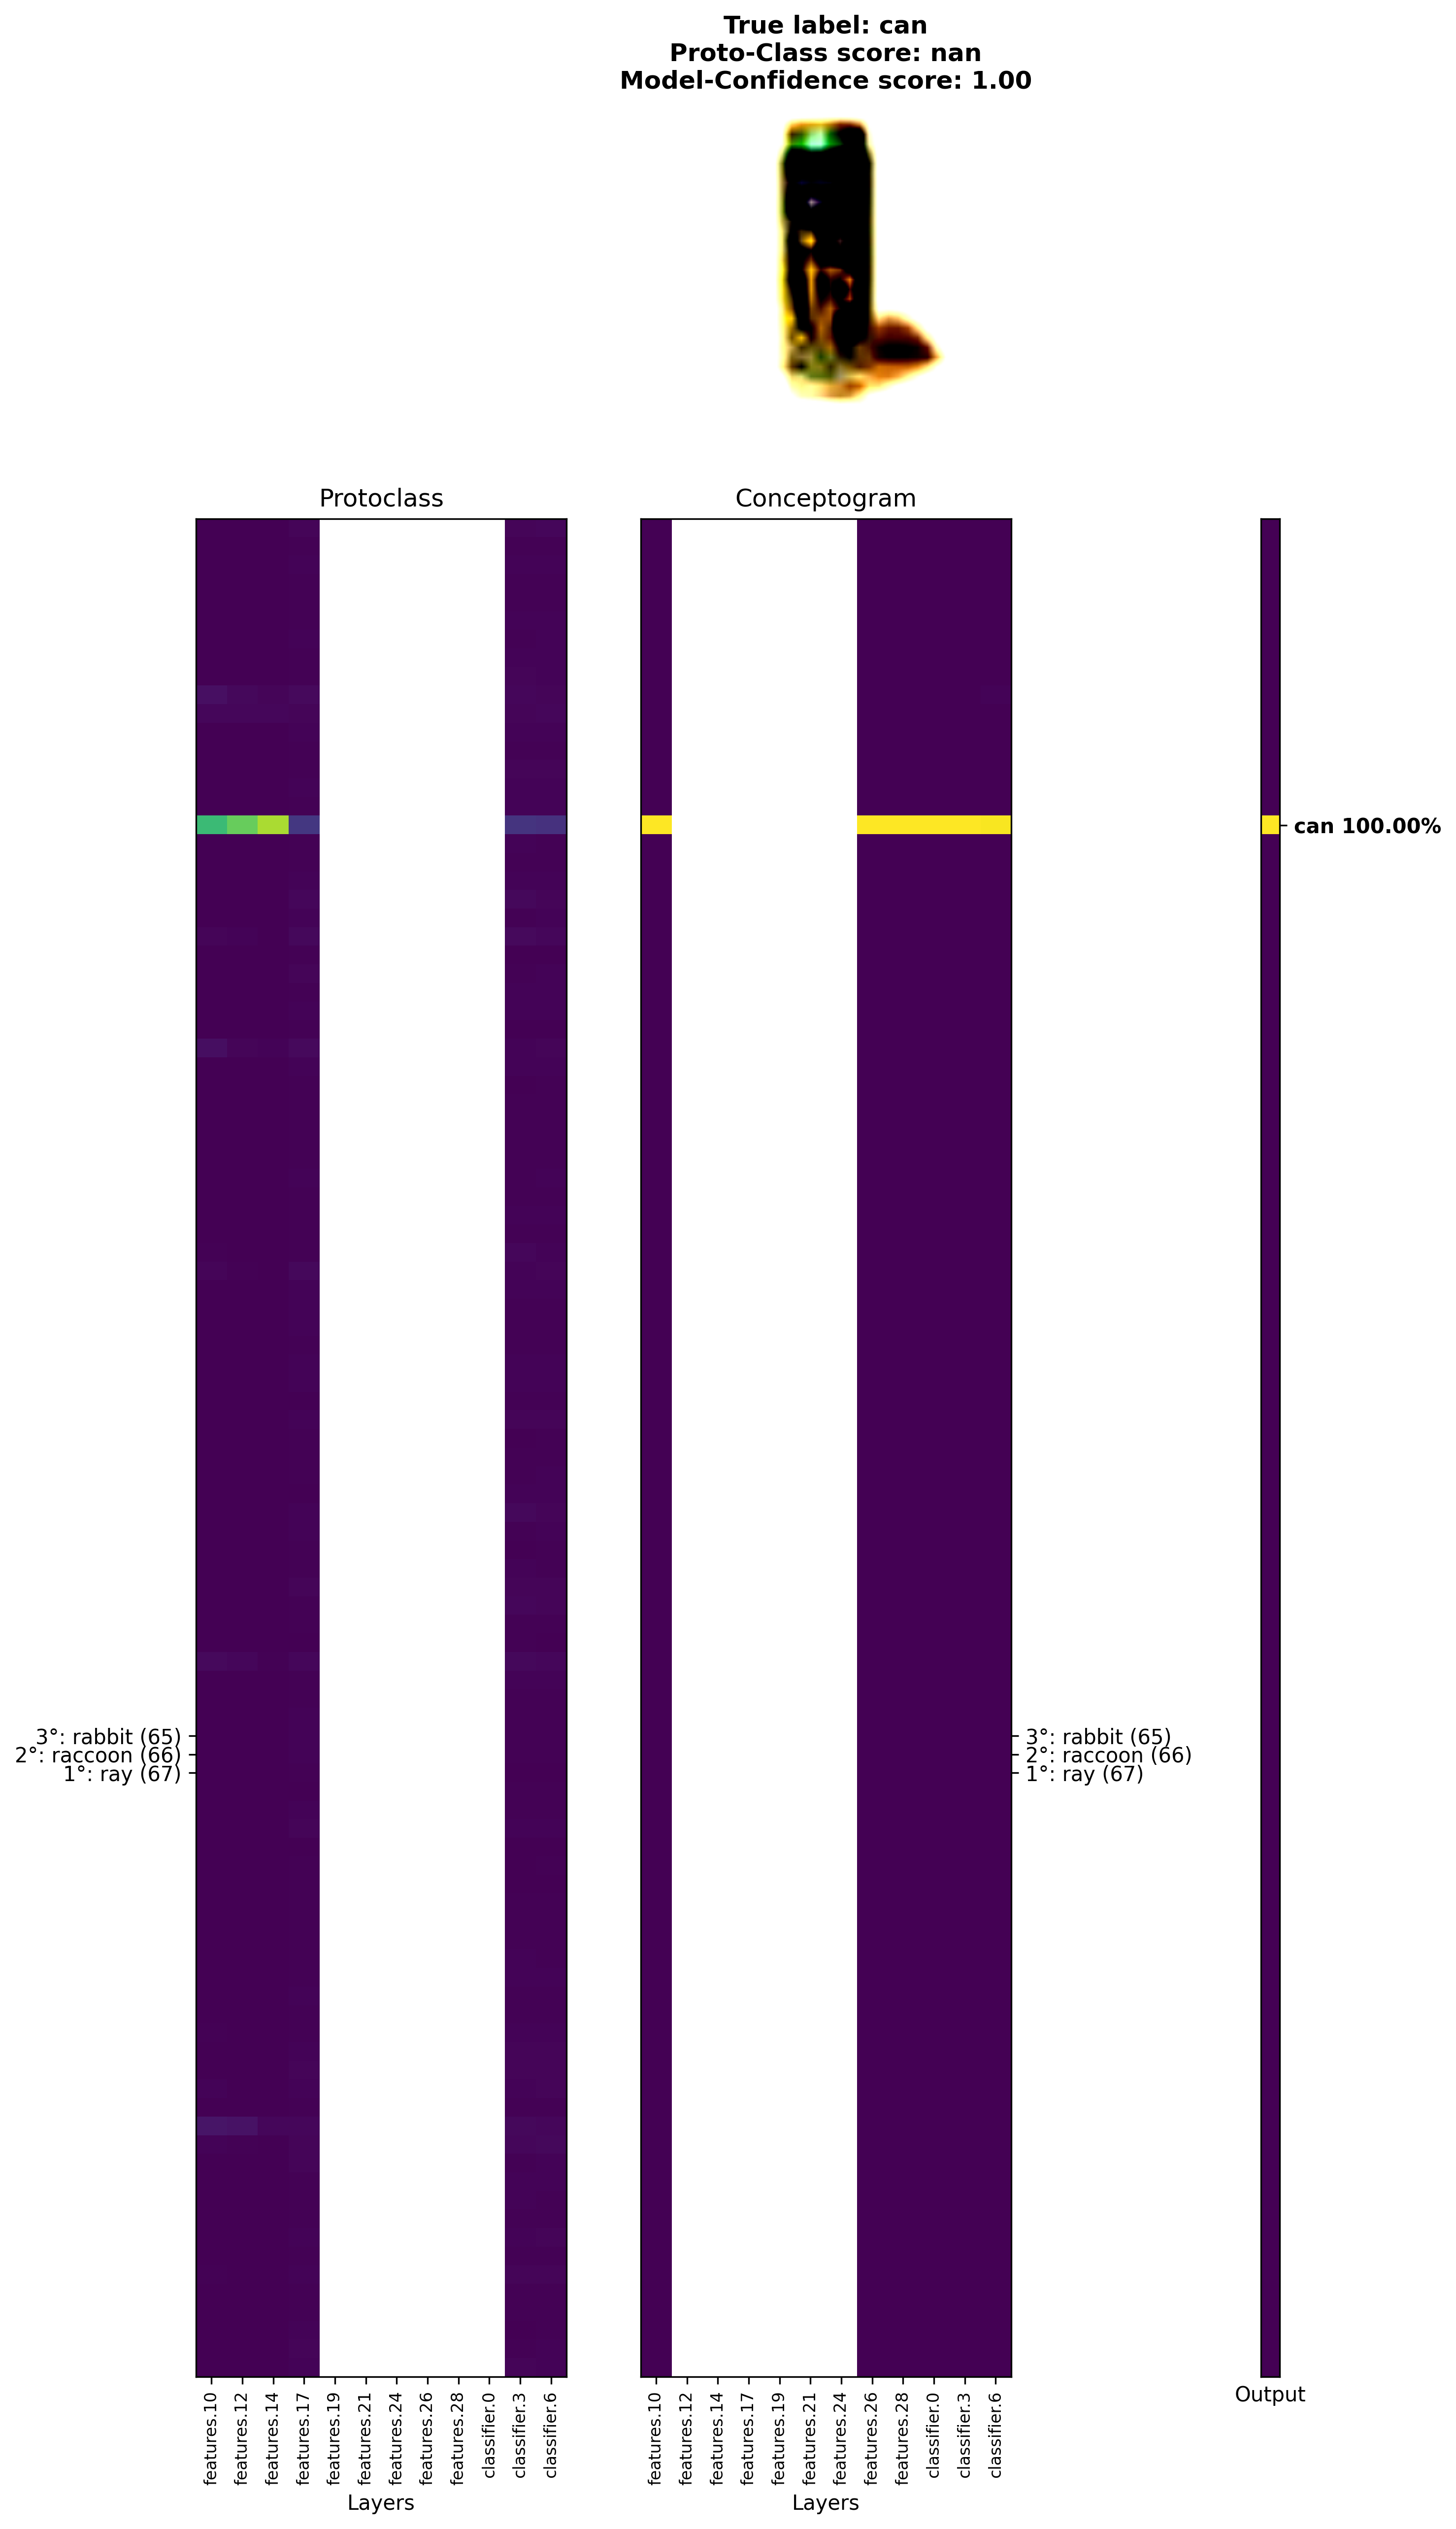 True label: can
Proto-Class score: nan
Model-Confidence score: 1.00
Protoclass
Conceptogram
can 100.00%
3°: rabbit (65)
2°: raccoon (66)
1°: ray (67)
3°: rabbit (65)
2°: raccoon (66)
1°: ray (67)
features.10
features.12
features.14
features.17
features.19
features.21
features.24
features.26
features.28
classifier.0
classifier.3
classifier.6
Layers
features.10
features.12
features.14
features.17
features.19
features.21
features.24
features.26
features.28
classifier.0
classifier.3
classifier.6
Layers
Output